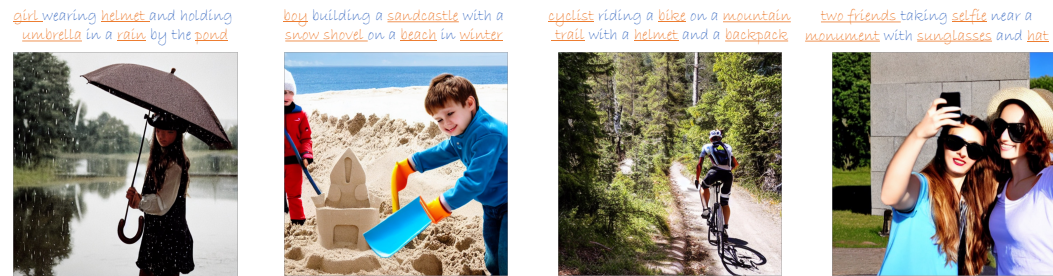 girl wearing helmet and holding
umbrella in a rain by the pond
boy building a sandcastle with a
snow shovel on a beach in winter
cyclist riding a bike on a mountain
trail with a helmet and a backpack
two friends taking selfie near a
monument with sunglasses and hat